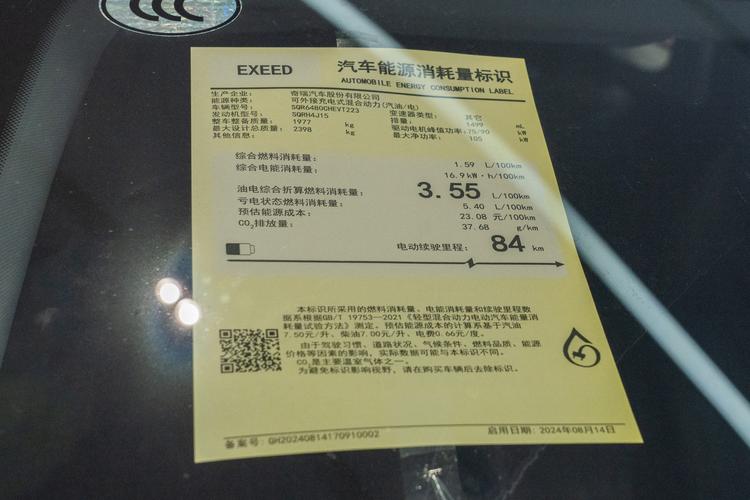 CCC
EXEED
汽车能源消耗量标识
AUTOMOBILE ENERGY CONSUMPTION LABEL
生产企业: 奇瑞汽车股份有限公司
能源种类: 可外接充电式混合动力(汽油/电)
车辆型号: SQR6480CHEVT223 变速器类型: 其它
发动机型号: SQRH4J15 排量: 1499 mL
整车整备质量: 1977 kg 驱动电机峰值功率: 75/90 kW
最大设计总质量: 2398 kg 最大净功率: 105 kW
其他信息:
综合燃料消耗量: 1.59 L/100km
综合电能消耗量: 16.9 kW·h/100km
油电综合折算燃料消耗量: 3.55 L/100km
亏电状态燃料消耗量: 5.40 L/100km
预估能源成本: 23.08 元/100km
CO₂排放量: 37.68 g/km
电动续驶里程: 84 km
本标识所采用的燃料消耗量、电能消耗量和续驶里程数
据系根据GB/T 19753—2021《轻型混合动力电动汽车能量消
耗量试验方法》测定。预估能源成本的计算系基于汽油
7.50元/升、柴油7.00元/升、电费0.66元/度。
由于驾驶习惯、道路状况、气候条件、燃料品质、能源
价格等因素的影响,实际数据可能与本标识不同。
CO₂是主要温室气体之一。
为避免标识影响视野,请在购买车辆后去除标识。
备案号: QH20240814170910002 启用日期: 2024年08月14日